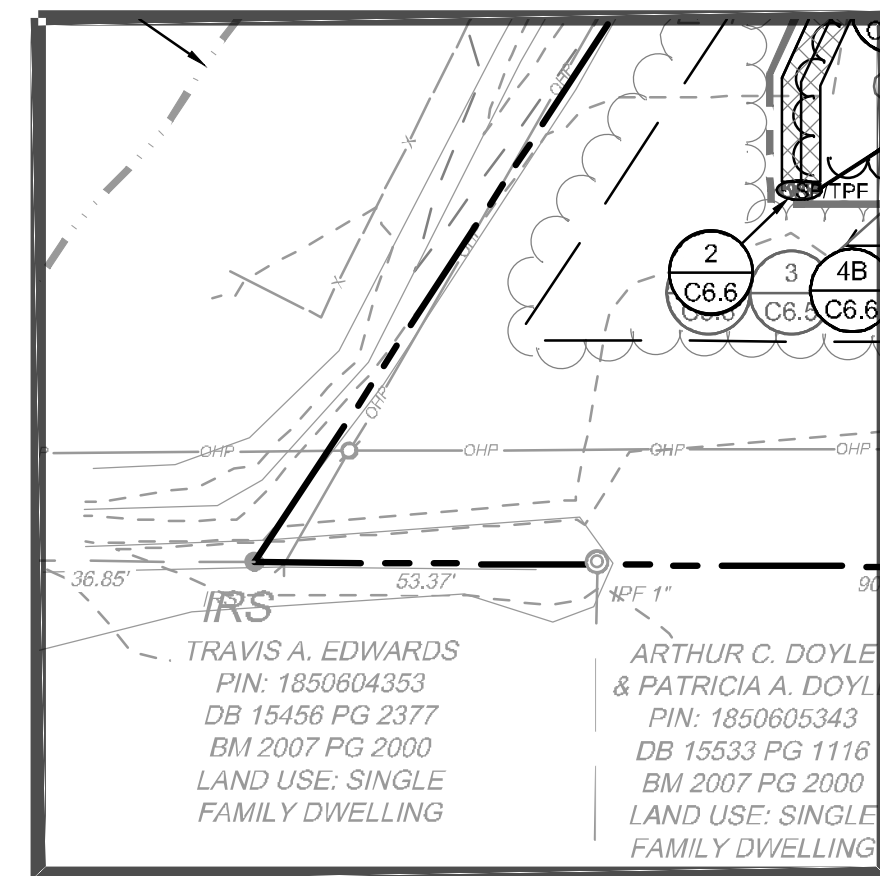 OHP
SP/TPF
2
C6.6
3
C6.5
4B
C6.6
OHP
OHP
OHP
OHP
OHP
OHP
36.85'
53.37'
90
IRS
IPF 1"
TRAVIS A. EDWARDS
PIN: 1850604353
DB 15456 PG 2377
BM 2007 PG 2000
LAND USE: SINGLE
FAMILY DWELLING
ARTHUR C. DOYLE
& PATRICIA A. DOYL
PIN: 1850605343
DB 15533 PG 1116
BM 2007 PG 2000
LAND USE: SINGLE
FAMILY DWELLING